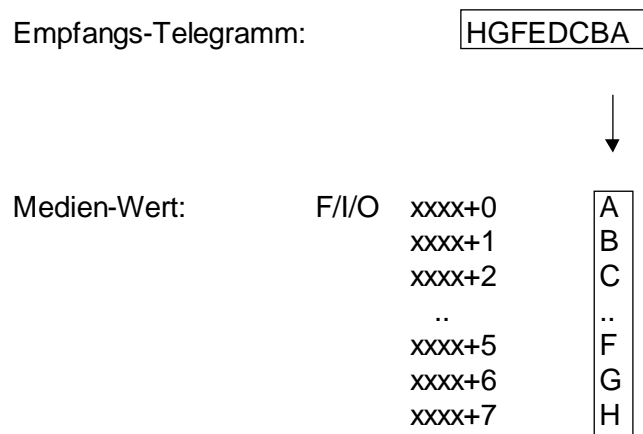 Empfangs-Telegramm: HGFEDCBA
Medien-Wert: F/I/O xxxx+0 A
xxxx+1 B
xxxx+2 C
.. ..
xxxx+5 F
xxxx+6 G
xxxx+7 H